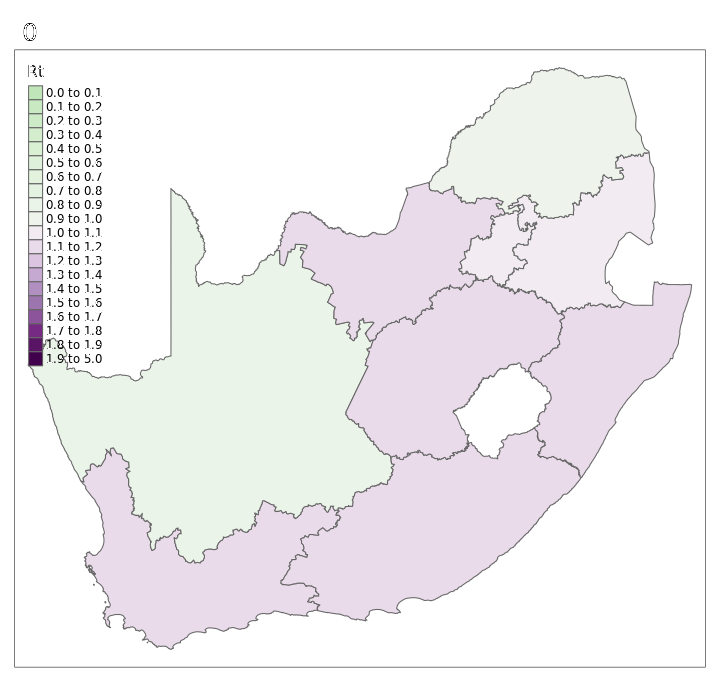 0
Rt
0.0 to 0.1
0.1 to 0.2
0.2 to 0.3
0.3 to 0.4
0.4 to 0.5
0.5 to 0.6
0.6 to 0.7
0.7 to 0.8
0.8 to 0.9
0.9 to 1.0
1.0 to 1.1
1.1 to 1.2
1.2 to 1.3
1.3 to 1.4
1.4 to 1.5
1.5 to 1.6
1.6 to 1.7
1.7 to 1.8
1.8 to 1.9
1.9 to 5.0